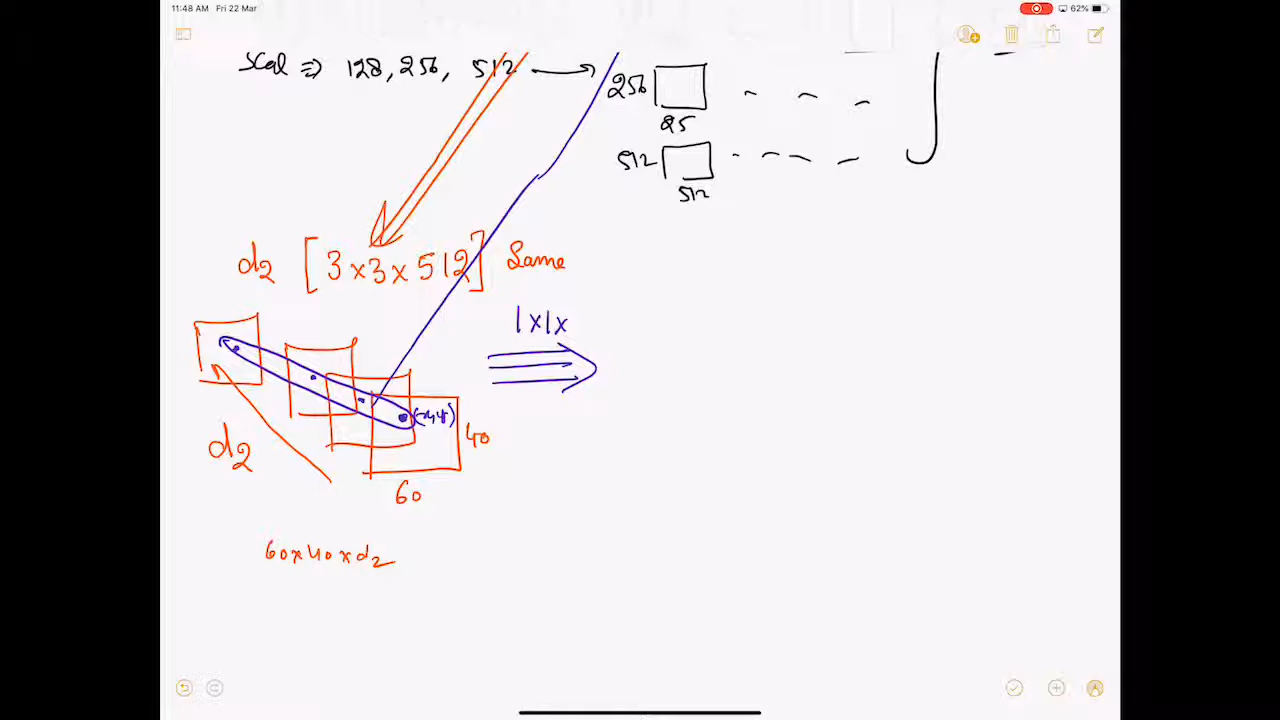 11:48 AM Fri 22 Mar 62%
Scal ⇒ 128, 256, 512 →
256
25
512
512
d2 [3x3x512] Same
1x1x
d2
40
60
60x40xd2